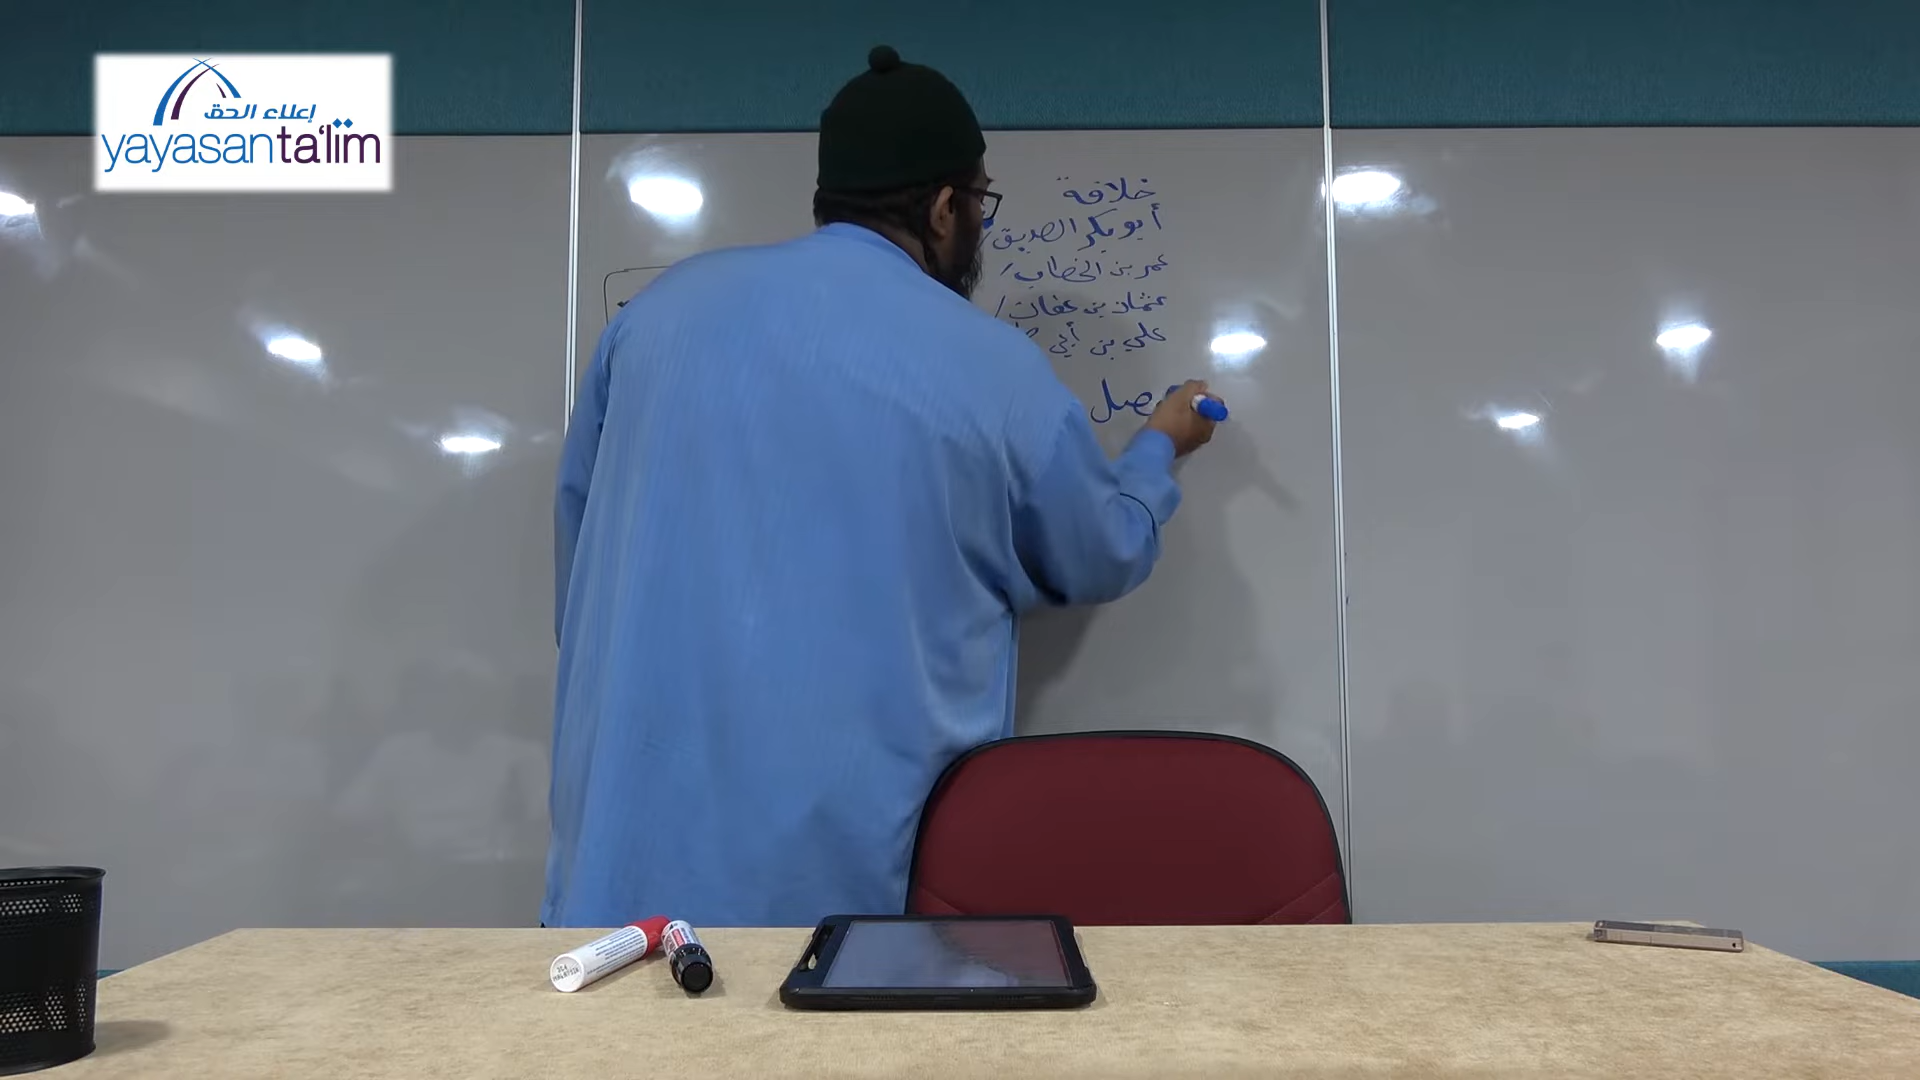 إعلاء الحق
yayasanta'lim
خلافة
أبو بكر الصديق /
عمر بن الخطاب /
عثمان بن عفان /
علي بن أبي
صل